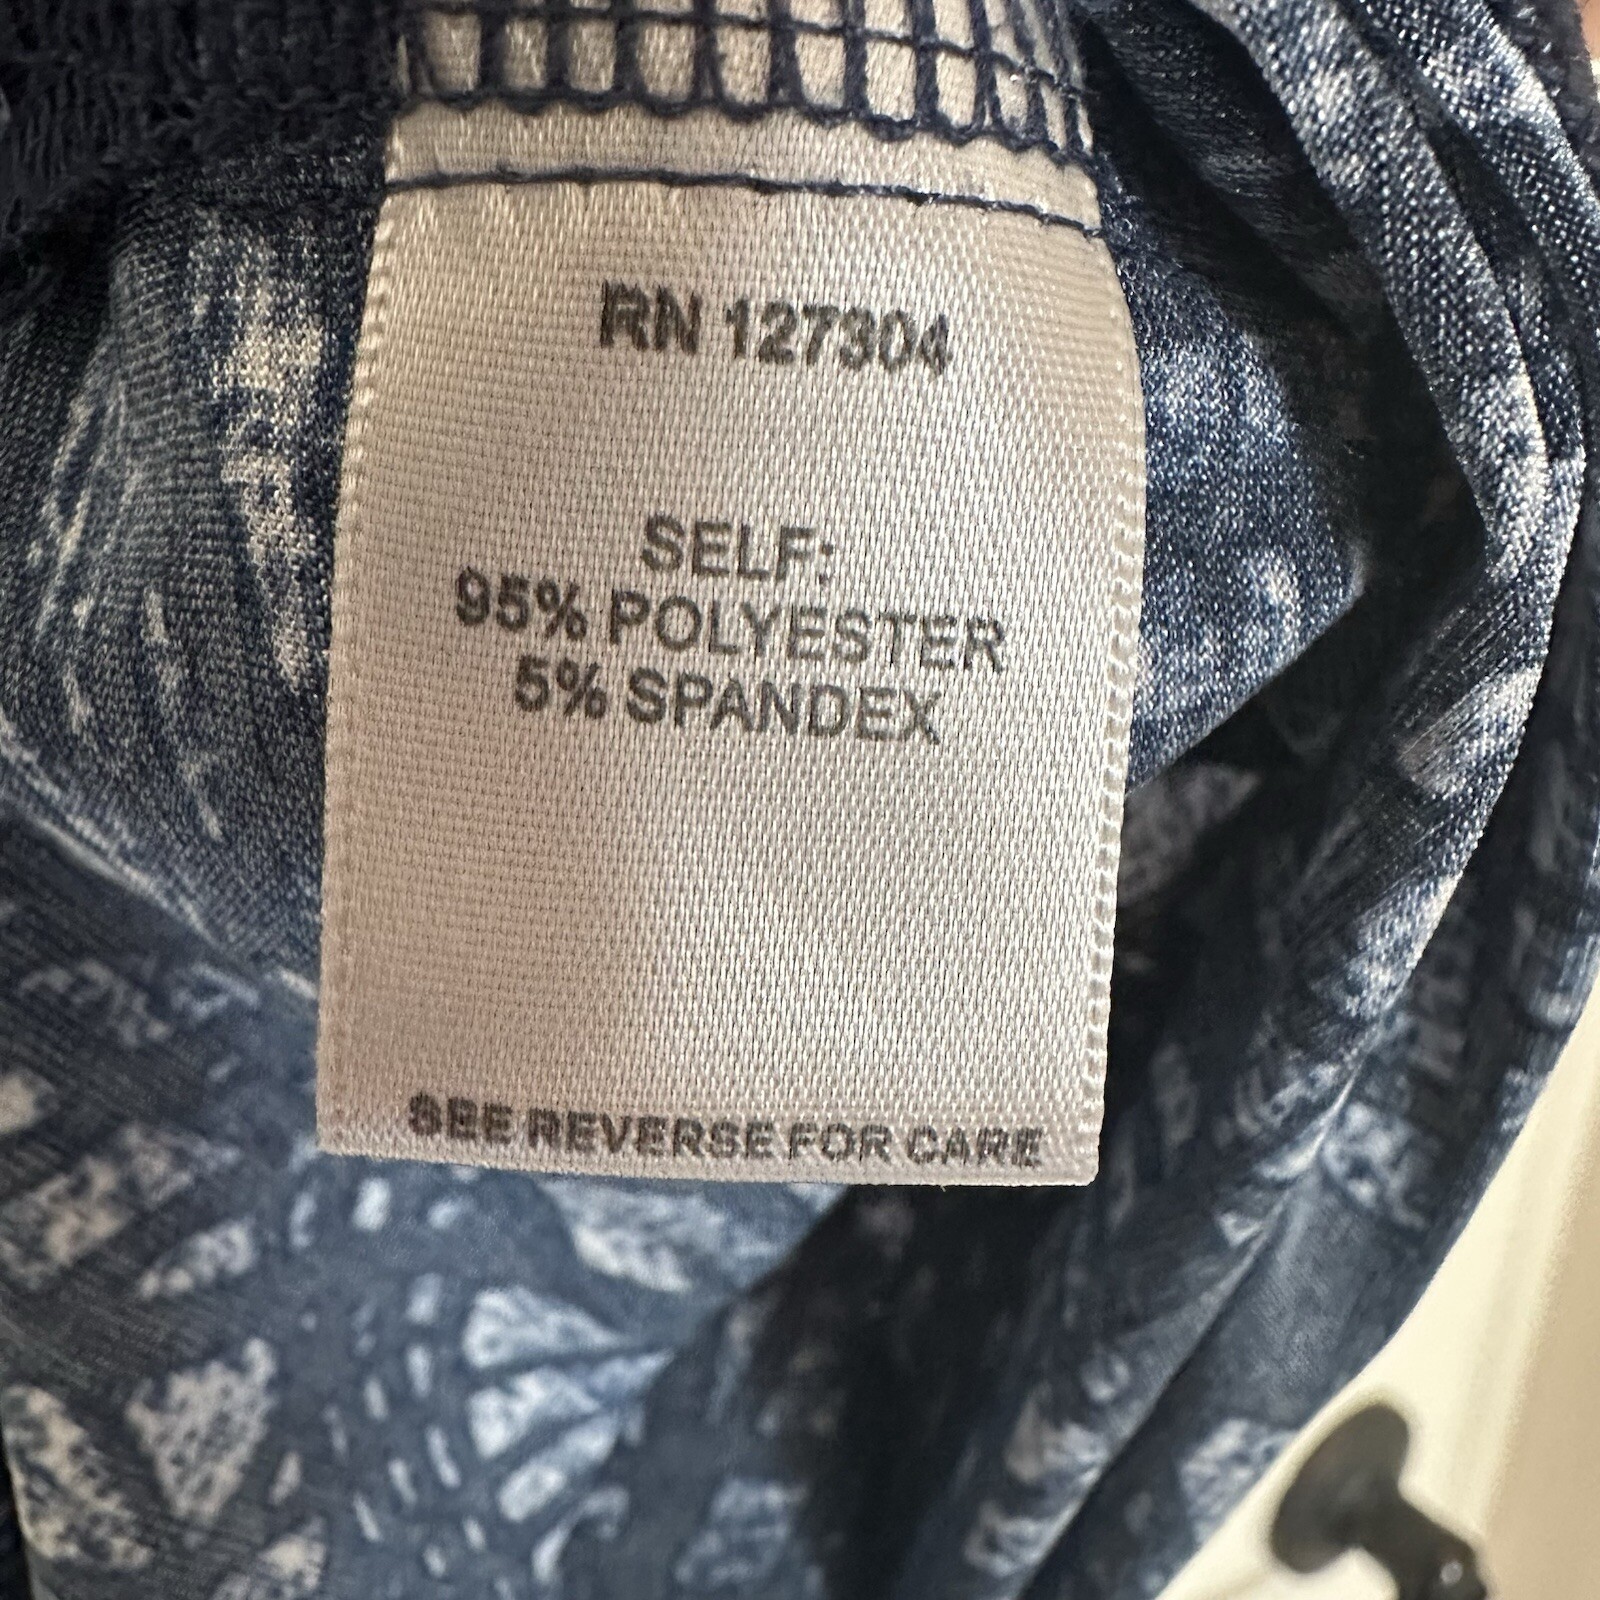 RN 127304
SELF:
95% POLYESTER
5% SPANDEX
SEE REVERSE FOR CARE